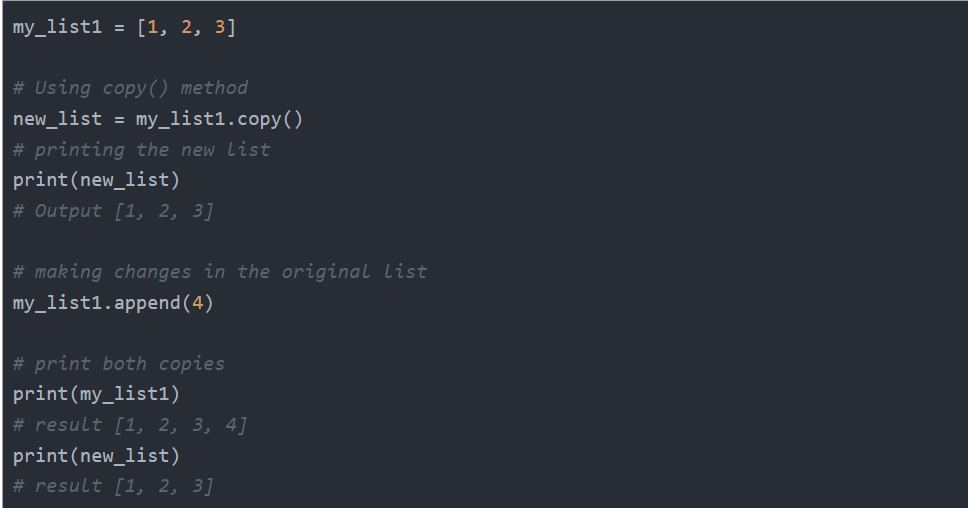 my_list1 = [1, 2, 3]
# Using copy() method
new_list = my_list1.copy()
# printing the new list
print(new_list)
# Output [1, 2, 3]
# making changes in the original list
my_list1.append(4)
# print both copies
print(my_list1)
# result [1, 2, 3, 4]
print(new_list)
# result [1, 2, 3]